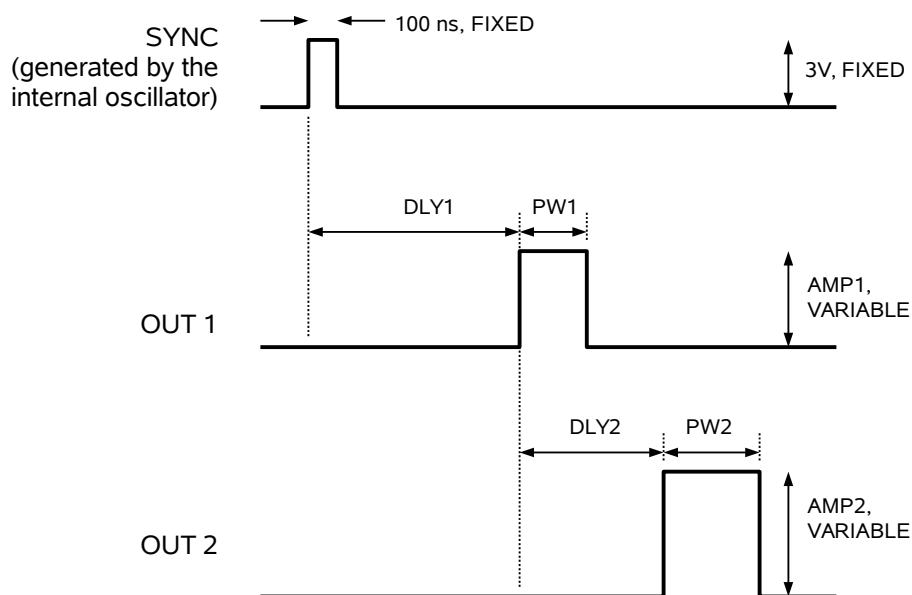 100 ns, FIXED
SYNC
(generated by the
internal oscillator)
3V, FIXED
DLY1
PW1
AMP1,
VARIABLE
OUT 1
DLY2
PW2
AMP2,
VARIABLE
OUT 2